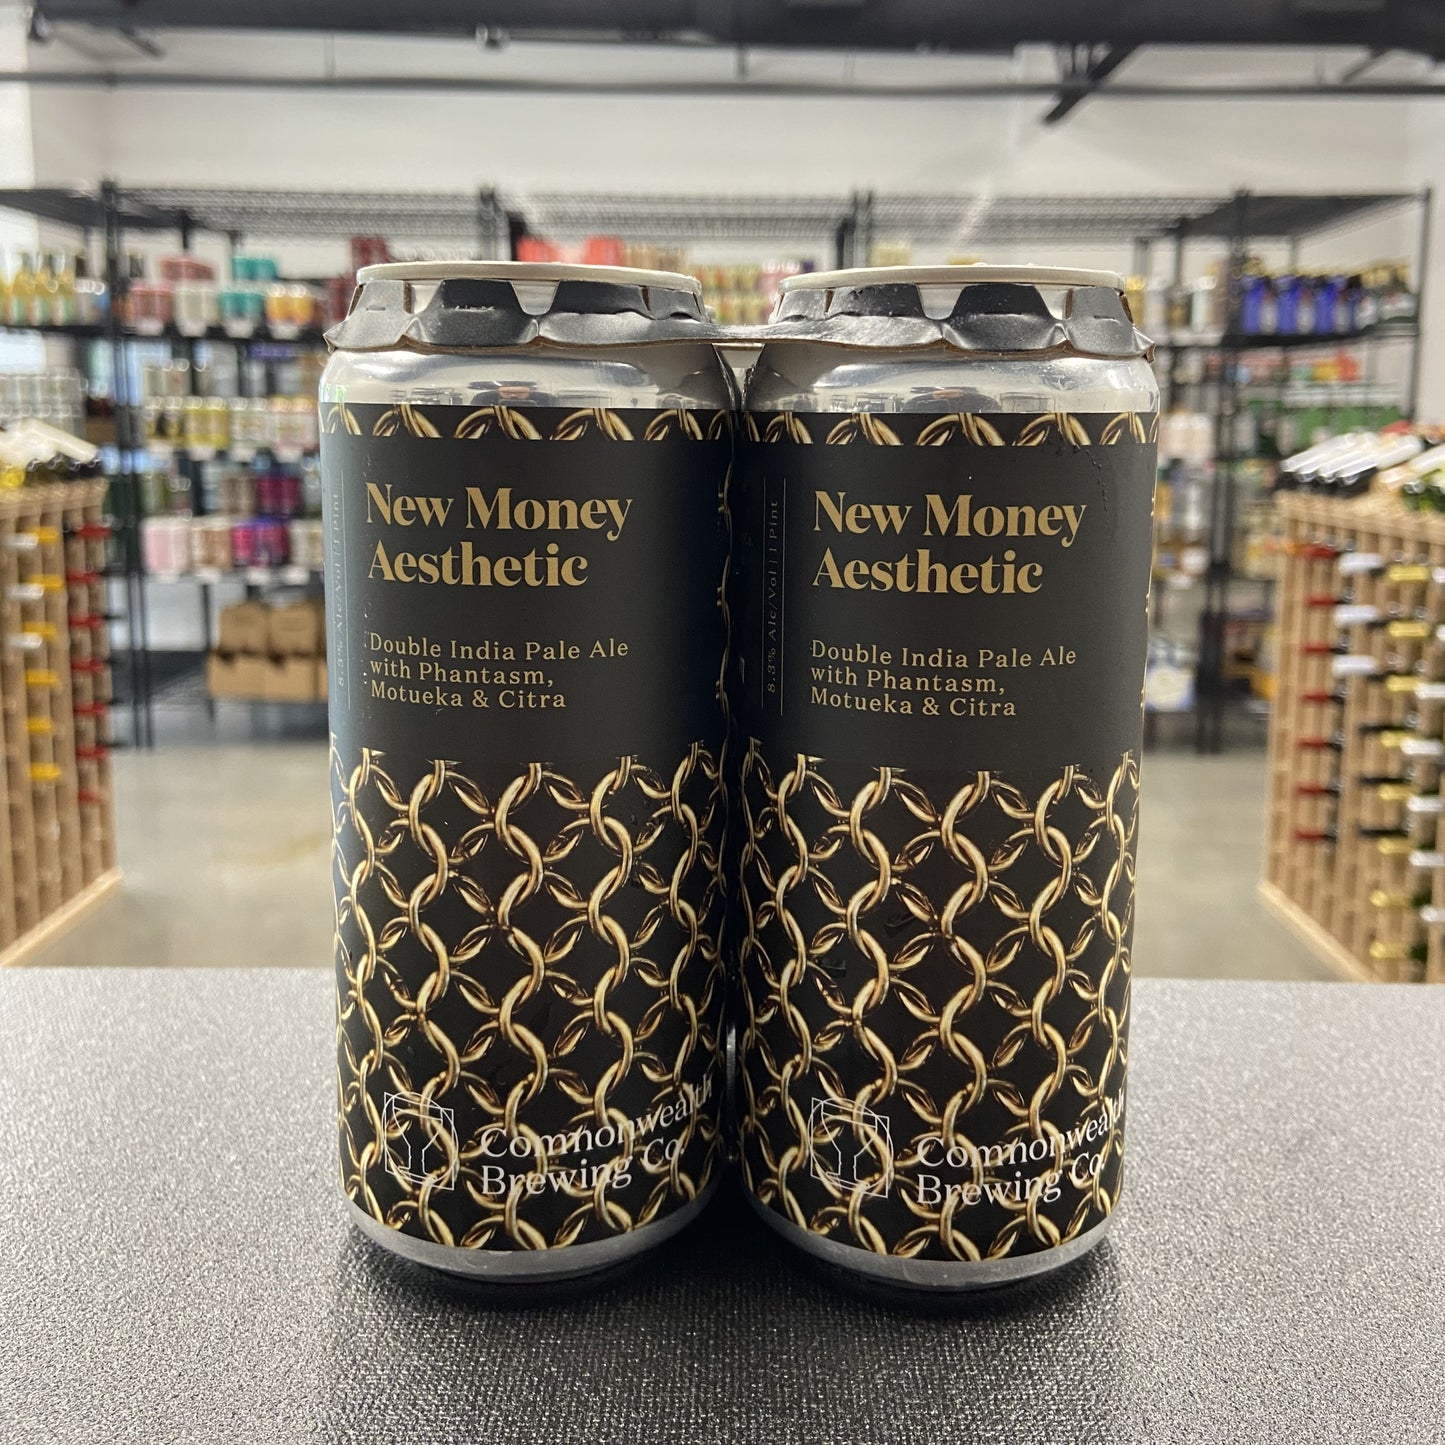 New Money
Aesthetic
Double India Pale Ale
with Phantasm,
Motueka & Citra
8.3% Alc/Vol | 1 Pint
Commonwealth
Brewing Co.
New Money
Aesthetic
Double India Pale Ale
with Phantasm,
Motueka & Citra
8.3% Alc/Vol | 1 Pint
Commonwealth
Brewing Co.